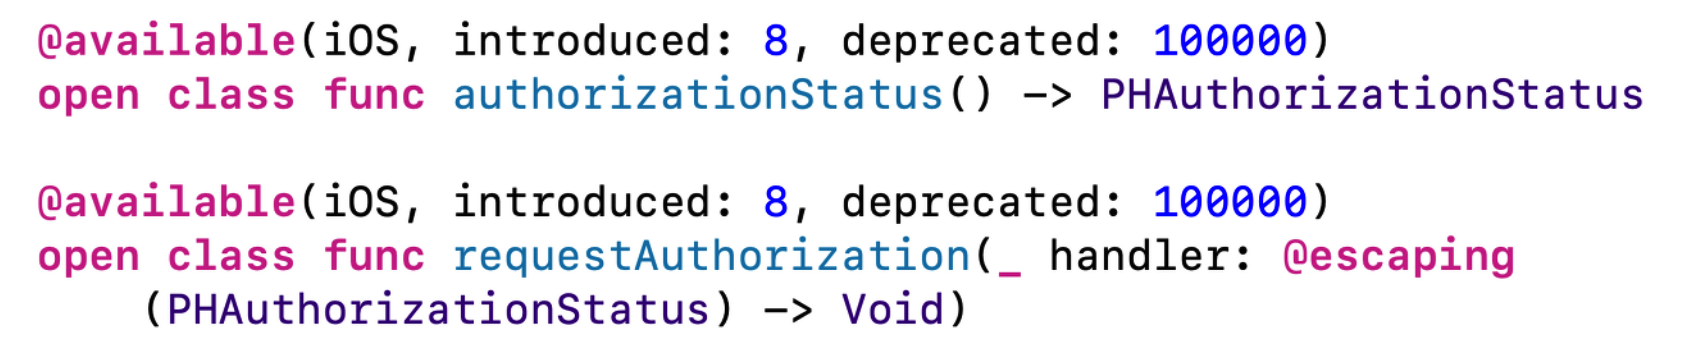 @available(iOS, introduced: 8, deprecated: 100000)
open class func authorizationStatus() -> PHAuthorizationStatus
@available(iOS, introduced: 8, deprecated: 100000)
open class func requestAuthorization(_ handler: @escaping
(PHAuthorizationStatus) -> Void)